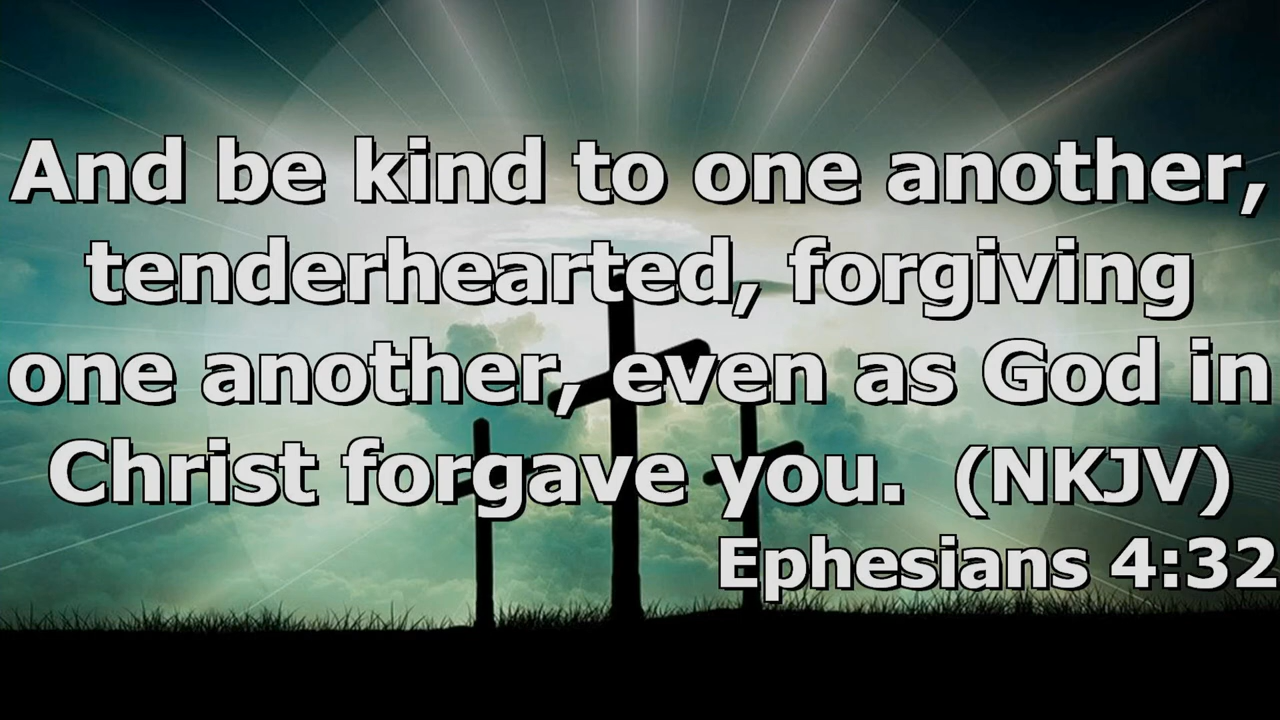 And be kind to one another,
tenderhearted, forgiving
one another, even as God in
Christ forgave you.  (NKJV)
Ephesians 4:32